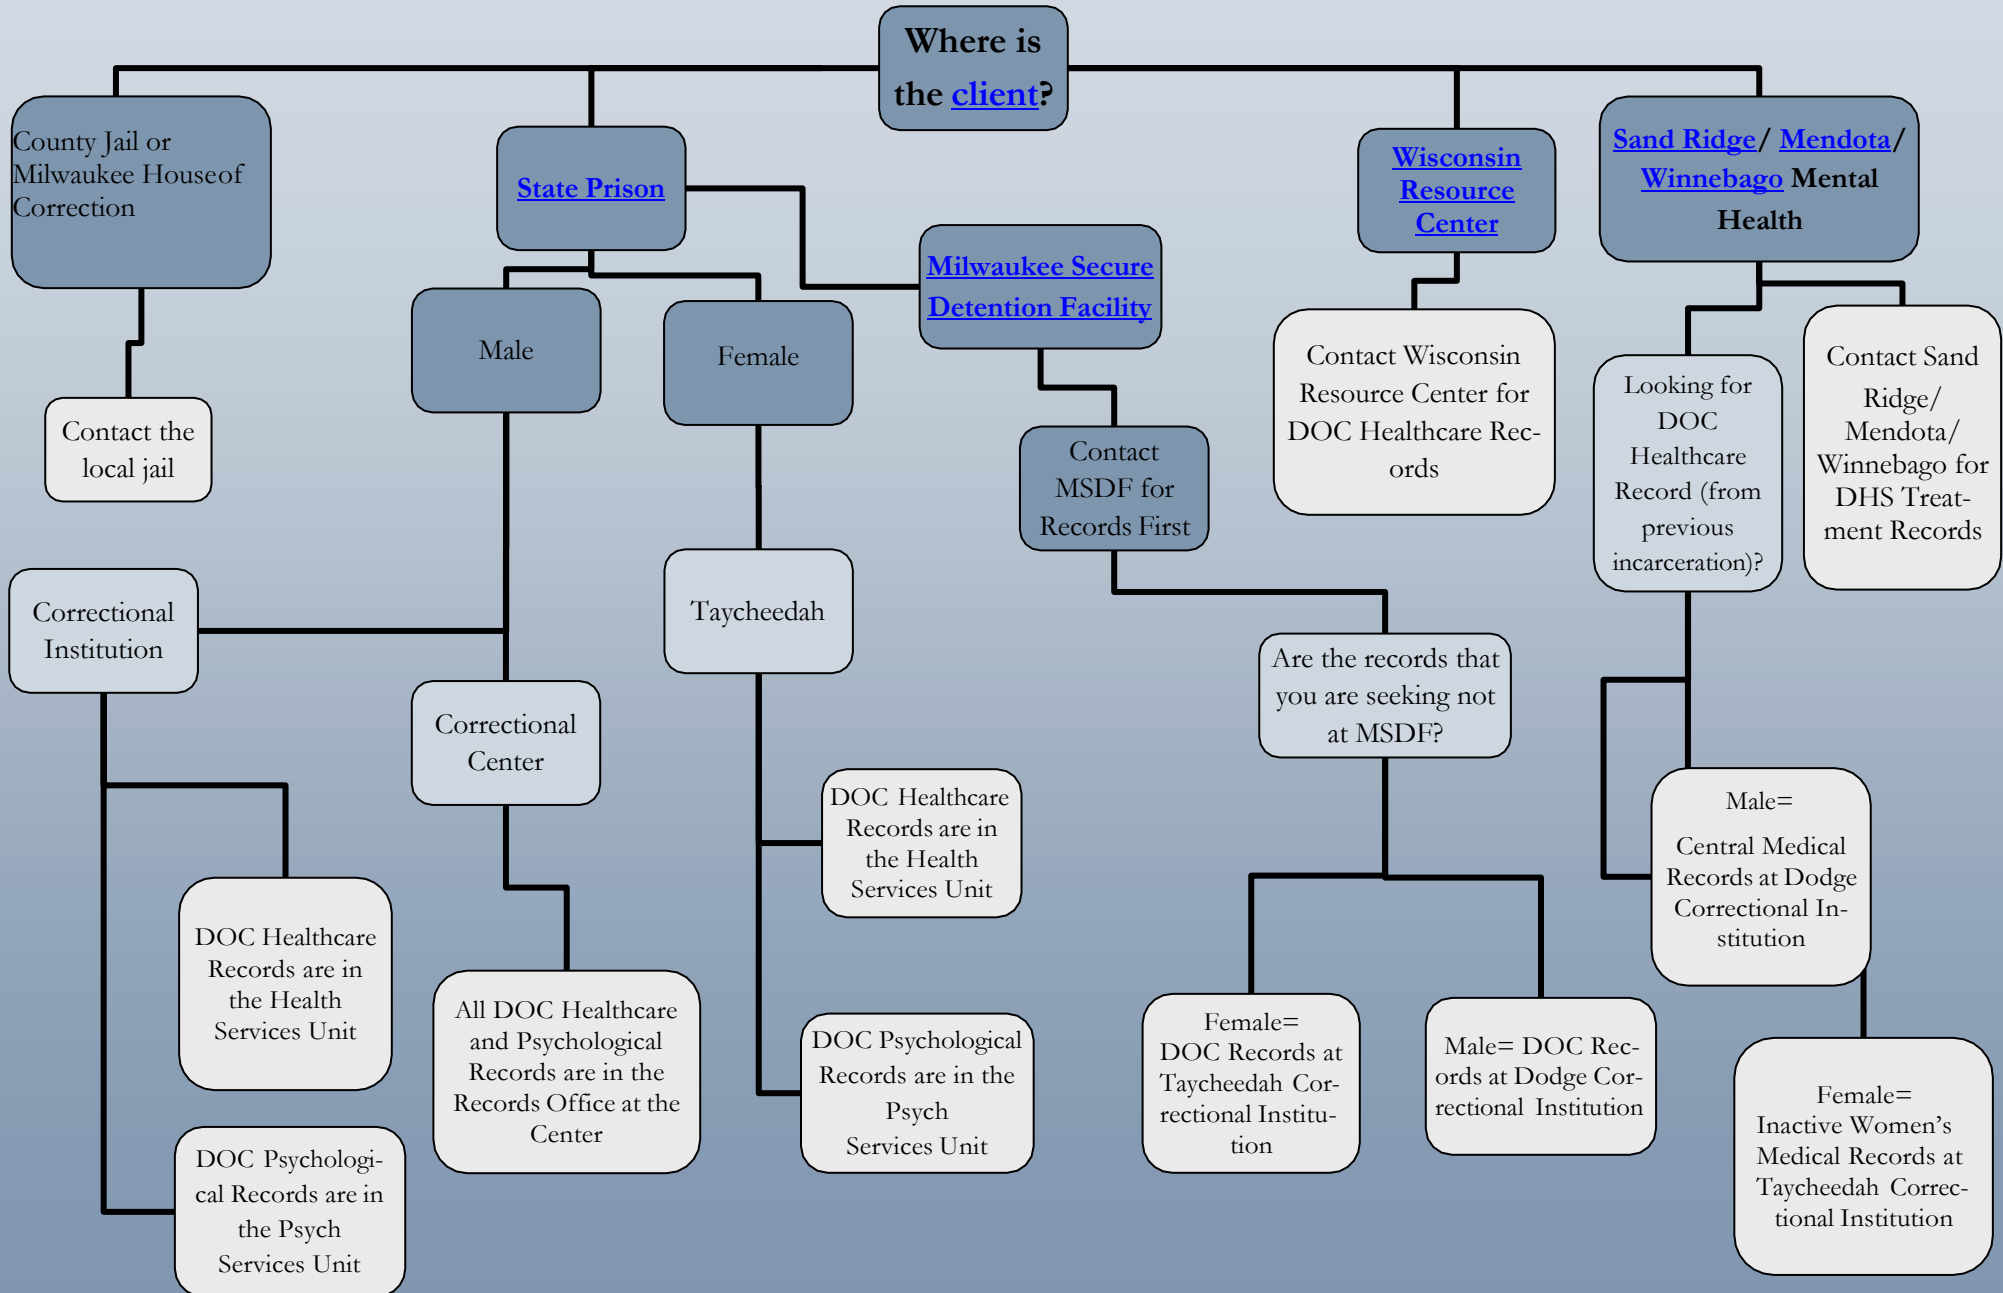 Where is
the client?
County Jail or
Milwaukee Houseof
Correction
State Prison
Wisconsin
Resource
Center
Sand Ridge/ Mendota/
Winnebago Mental
Health
Milwaukee Secure
Detention Facility
Male
Female
Contact the
local jail
Contact
MSDF for
Records First
Contact Wisconsin
Resource Center for
DOC Healthcare Rec-
ords
Looking for
DOC
Healthcare
Record (from
previous
incarceration)?
Contact Sand
Ridge/
Mendota/
Winnebago for
DHS Treat-
ment Records
Correctional
Institution
Taycheedah
Correctional
Center
Are the records that
you are seeking not
at MSDF?
DOC Healthcare
Records are in
the Health
Services Unit
Male=
Central Medical
Records at Dodge
Correctional In-
stitution
DOC Healthcare
Records are in
the Health
Services Unit
All DOC Healthcare
and Psychological
Records are in the
Records Office at the
Center
DOC Psychological
Records are in the
Psych
Services Unit
Female=
DOC Records at
Taycheedah Cor-
rectional Institu-
tion
Male= DOC Rec-
ords at Dodge Cor-
rectional Institution
Female=
Inactive Women's
Medical Records at
Taycheedah Correc-
tional Institution
DOC Psychologi-
cal Records are in
the Psych
Services Unit